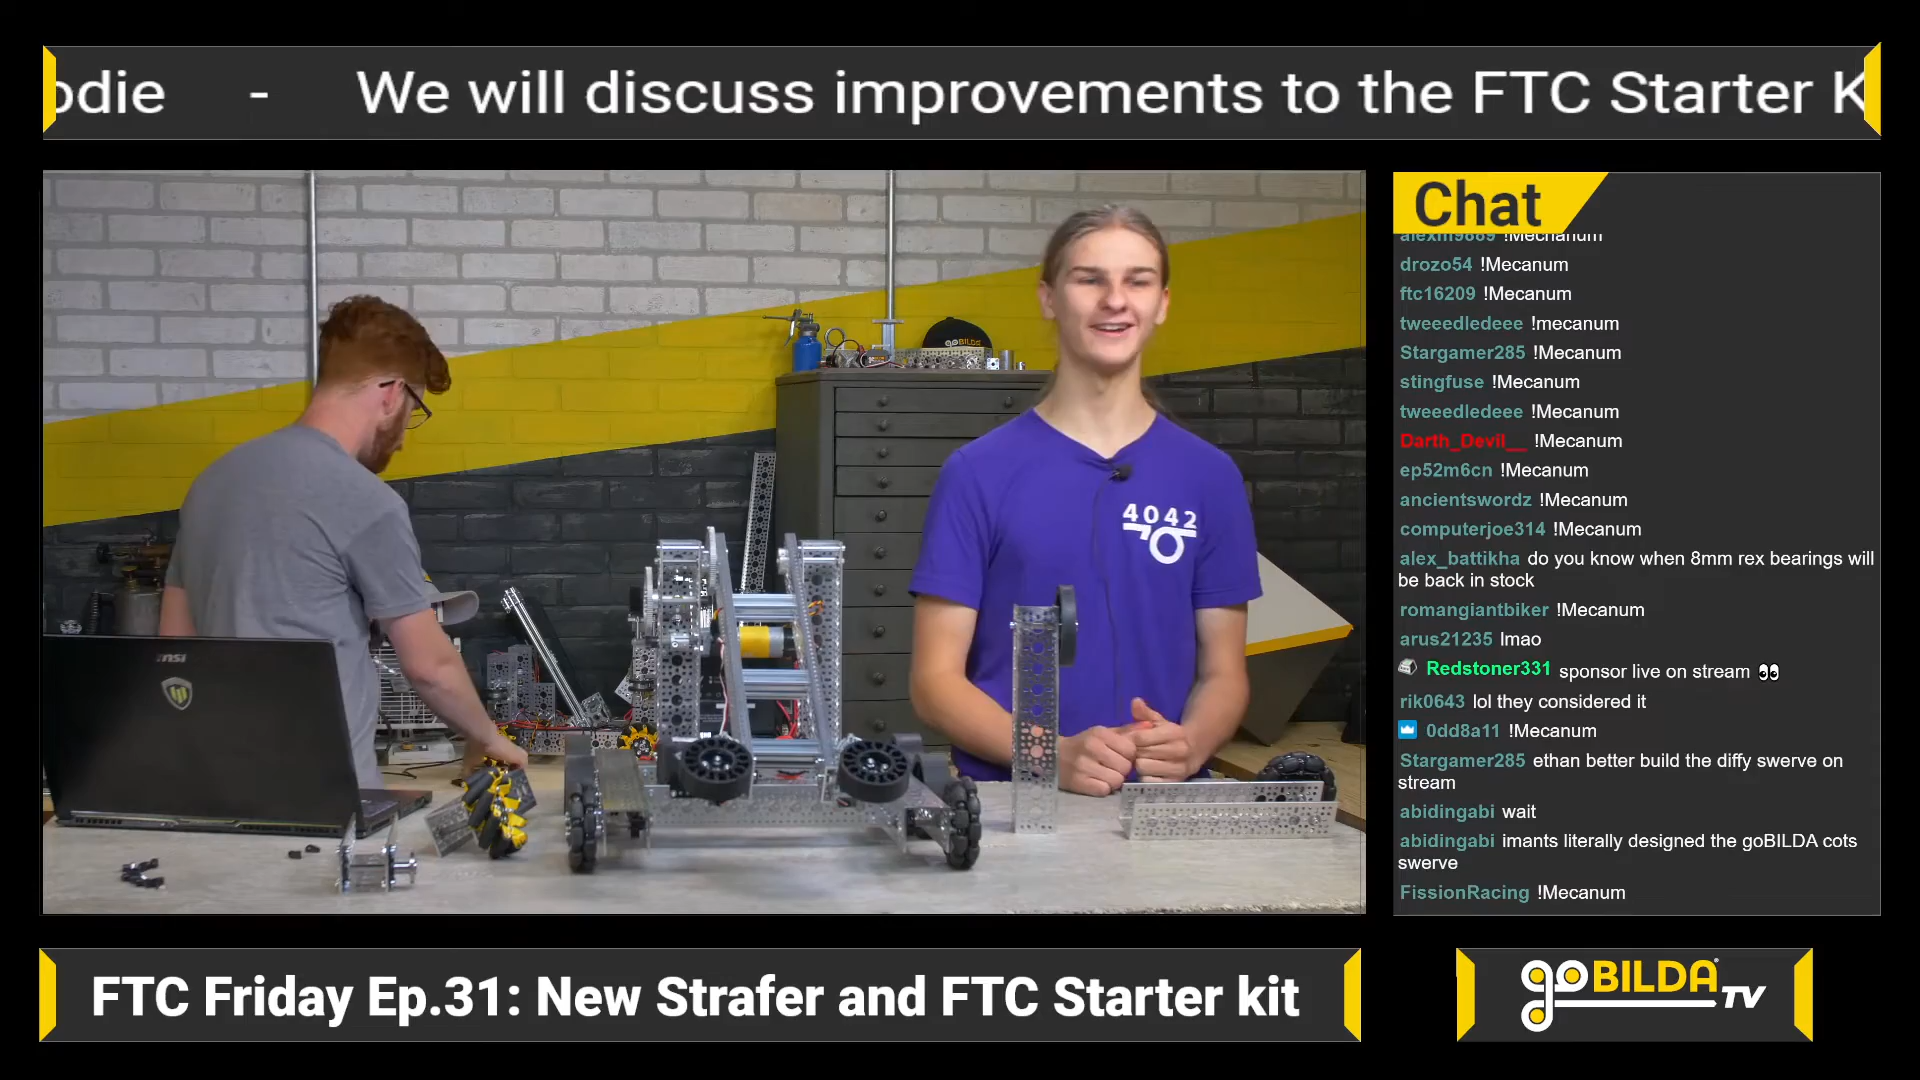 odie - We will discuss improvements to the FTC Starter K
Chat
alexm9889 !Mechanum
drozo54 !Mecanum
ftc16209 !Mecanum
tweeedledeee !mecanum
Stargamer285 !Mecanum
stingfuse !Mecanum
tweeedledeee !Mecanum
Darth_Devil__ !Mecanum
ep52m6cn !Mecanum
ancientswordz !Mecanum
computerjoe314 !Mecanum
alex_battikha do you know when 8mm rex bearings will
be back in stock
romangiantbiker !Mecanum
arus21235 lmao
Redstoner331 sponsor live on stream 👀
rik0643 lol they considered it
0dd8a11 !Mecanum
Stargamer285 ethan better build the diffy swerve on
stream
abidingabi wait
abidingabi imants literally designed the goBILDA cots
swerve
FissionRacing !Mecanum
goBILDA
4042
msi
FTC Friday Ep.31: New Strafer and FTC Starter kit
goBILDA TV